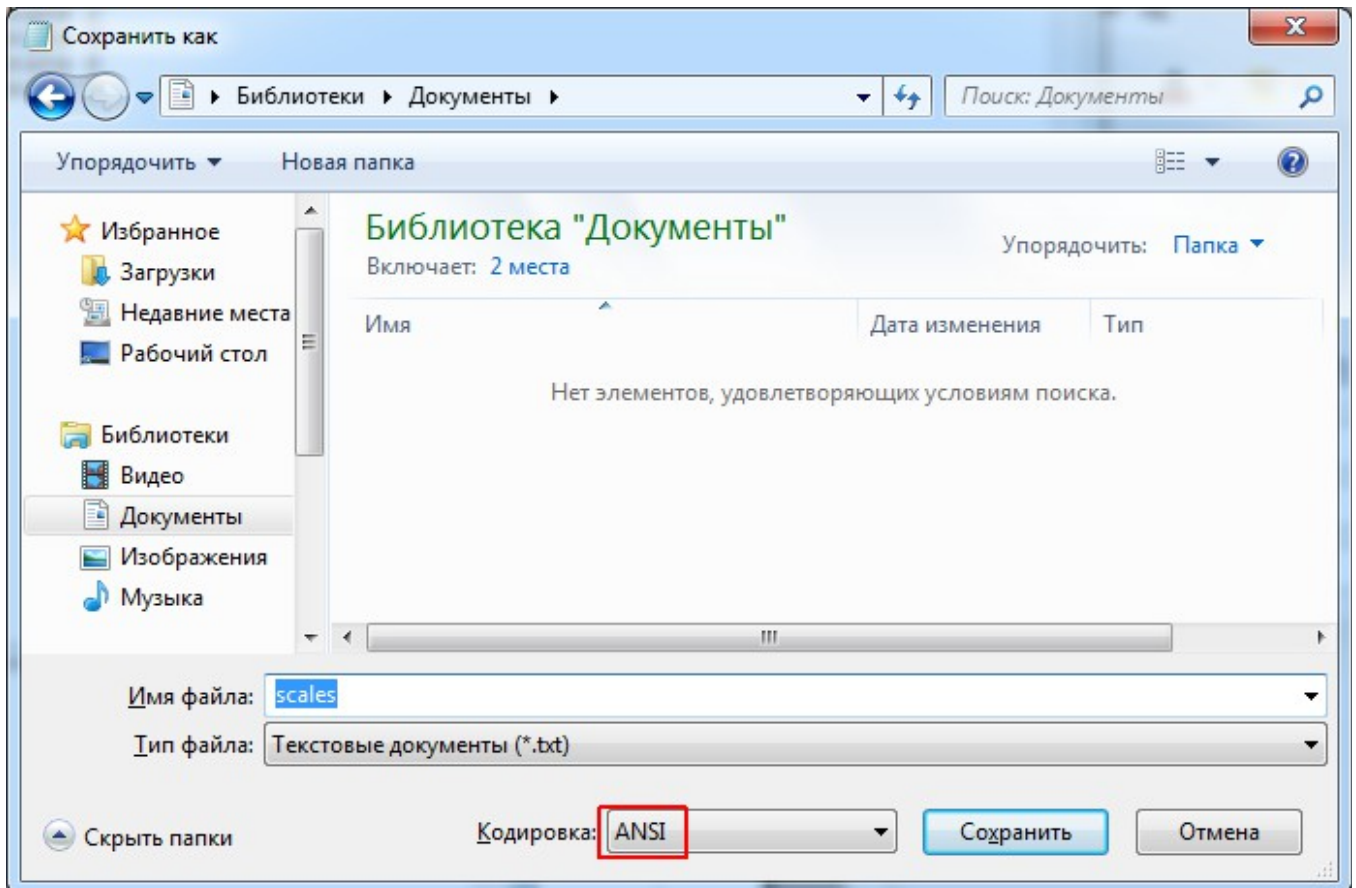 Сохранить как
Библиотеки Документы
Поиск: Документы
Упорядочить Новая папка
Избранное
Загрузки
Недавние места
Рабочий стол
Библиотеки
Видео
Документы
Изображения
Музыка
Библиотека "Документы"
Включает: 2 места
Упорядочить: Папка
Имя Дата изменения Тип
Нет элементов, удовлетворяющих условиям поиска.
Имя файла: scales
Тип файла: Текстовые документы (*.txt)
Скрыть папки Кодировка: ANSI Сохранить Отмена